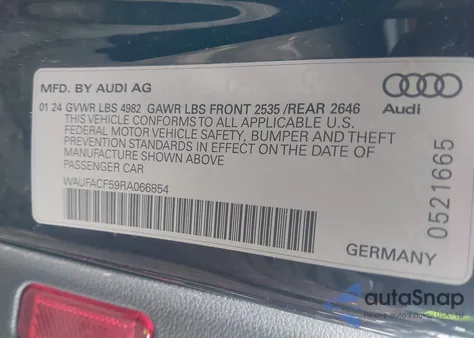 MFD. BY AUDI AG
01 24 GVWR LBS 4982 GAWR LBS FRONT 2535 /REAR 2646
THIS VEHICLE CONFORMS TO ALL APPLICABLE U.S.
FEDERAL MOTOR VEHICLE SAFETY, BUMPER AND THEFT
PREVENTION STANDARDS IN EFFECT ON THE DATE OF
MANUFACTURE SHOWN ABOVE
PASSENGER CAR
WAUFACF59RA066854
Audi
0521665
GERMANY
autoSnap